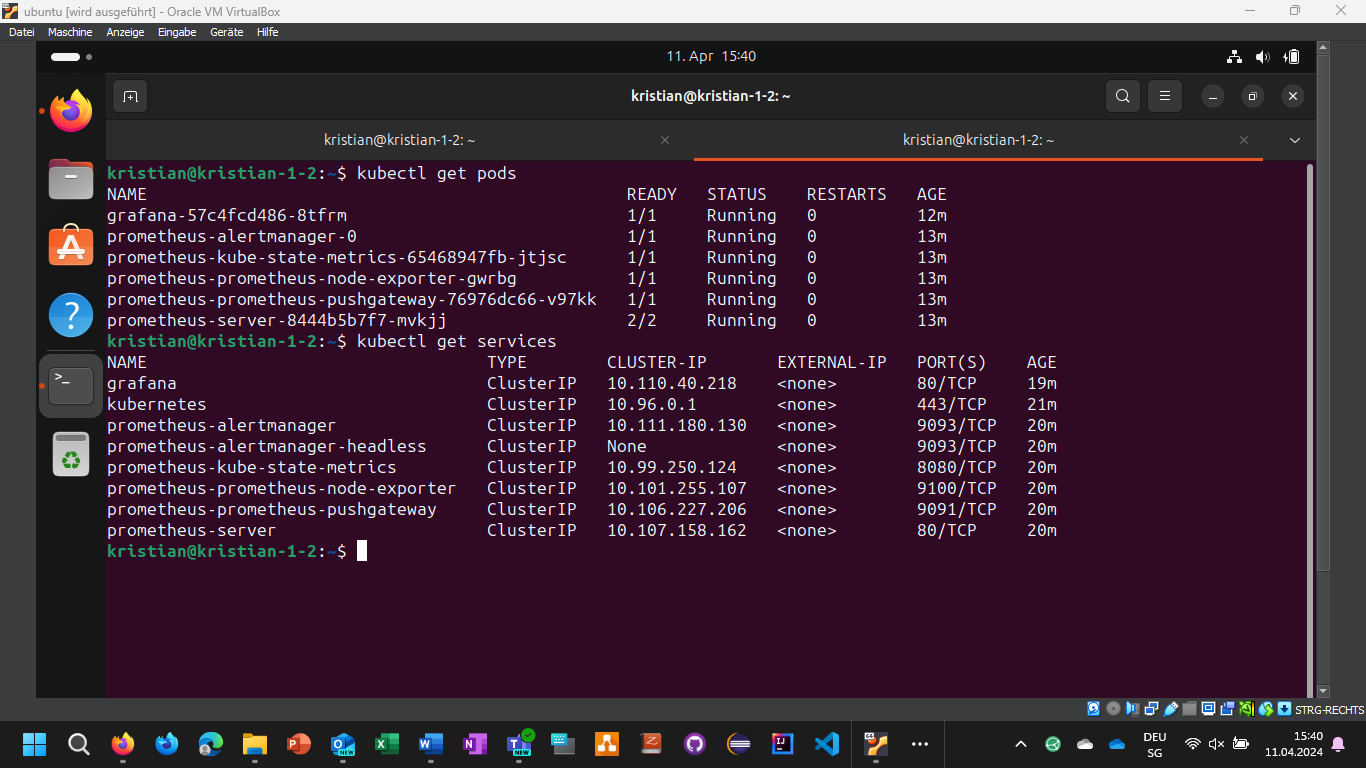 ubuntu [wird ausgeführt] - Oracle VM VirtualBox
Datei Maschine Anzeige Eingabe Geräte Hilfe
11. Apr 15:40
kristian@kristian-1-2: ~
kristian@kristian-1-2: ~ kristian@kristian-1-2: ~
kristian@kristian-1-2:~$ kubectl get pods
NAME READY STATUS RESTARTS AGE
grafana-57c4fcd486-8tfrm 1/1 Running 0 12m
prometheus-alertmanager-0 1/1 Running 0 13m
prometheus-kube-state-metrics-65468947fb-jtjsc 1/1 Running 0 13m
prometheus-prometheus-node-exporter-gwrbg 1/1 Running 0 13m
prometheus-prometheus-pushgateway-76976dc66-v97kk 1/1 Running 0 13m
prometheus-server-8444b5b7f7-mvkjj 2/2 Running 0 13m
kristian@kristian-1-2:~$ kubectl get services
NAME TYPE CLUSTER-IP EXTERNAL-IP PORT(S) AGE
grafana ClusterIP 10.110.40.218 <none> 80/TCP 19m
kubernetes ClusterIP 10.96.0.1 <none> 443/TCP 21m
prometheus-alertmanager ClusterIP 10.111.180.130 <none> 9093/TCP 20m
prometheus-alertmanager-headless ClusterIP None <none> 9093/TCP 20m
prometheus-kube-state-metrics ClusterIP 10.99.250.124 <none> 8080/TCP 20m
prometheus-prometheus-node-exporter ClusterIP 10.101.255.107 <none> 9100/TCP 20m
prometheus-prometheus-pushgateway ClusterIP 10.106.227.206 <none> 9091/TCP 20m
prometheus-server ClusterIP 10.107.158.162 <none> 80/TCP 20m
kristian@kristian-1-2:~$
STRG-RECHTS
DEU 15:40
SG 11.04.2024